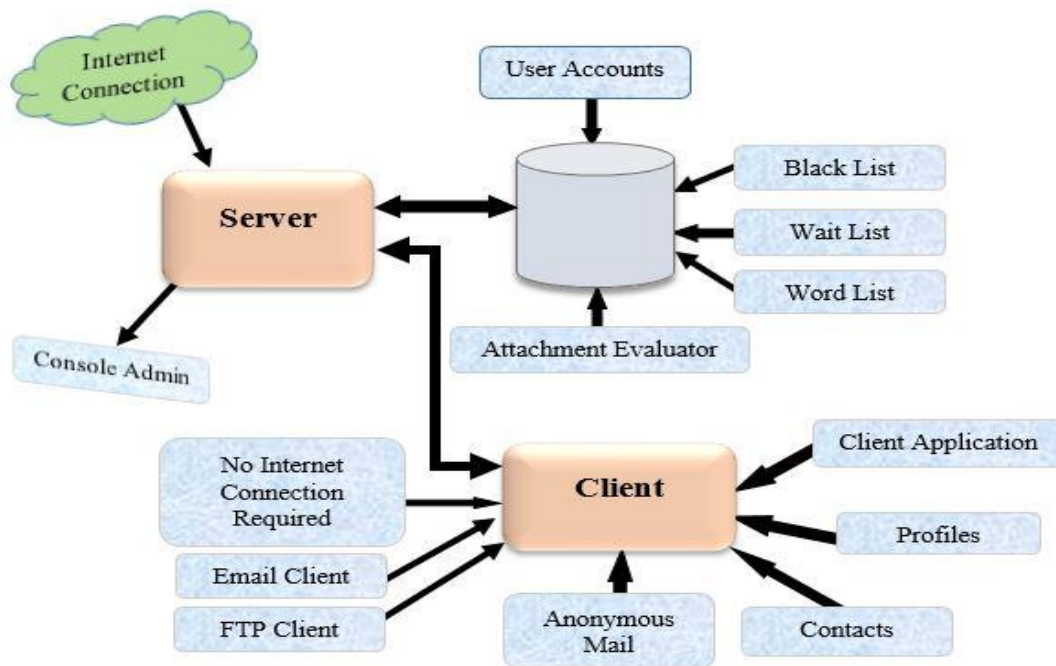 Internet
Connection
User Accounts
Black List
Server
Wait List
Word List
Console Admin
Attachment Evaluator
Client Application
No Internet
Connection
Required
Client
Profiles
Email Client
FTP Client
Anonymous
Mail
Contacts